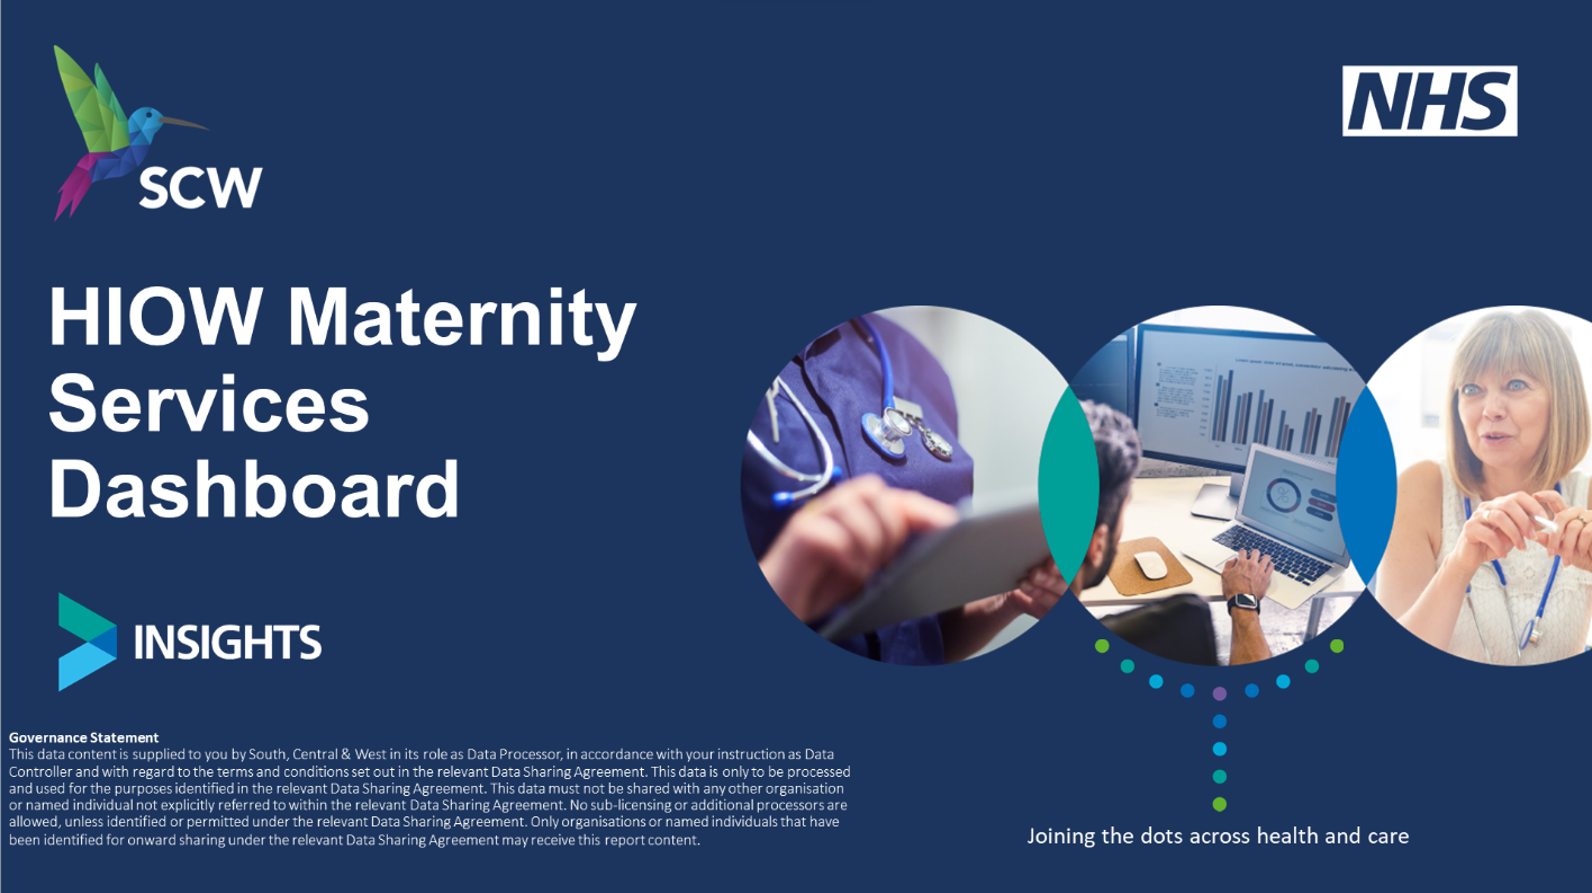 SCW
NHS
HIOW Maternity
Services
Dashboard
INSIGHTS
Governance Statement
This data content is supplied to you by South, Central & West in its role as Data Processor, in accordance with your instruction as Data
Controller and with regard to the terms and conditions set out in the relevant Data Sharing Agreement. This data is only to be processed
and used for the purposes identified in the relevant Data Sharing Agreement. This data must not be shared with any other organisation
or named individual not explicitly referred to within the relevant Data Sharing Agreement. No sub-licensing or additional processors are
allowed, unless identified or permitted under the relevant Data Sharing Agreement. Only organisations or named individuals that have
been identified for onward sharing under the relevant Data Sharing Agreement may receive this report content.
Joining the dots across health and care